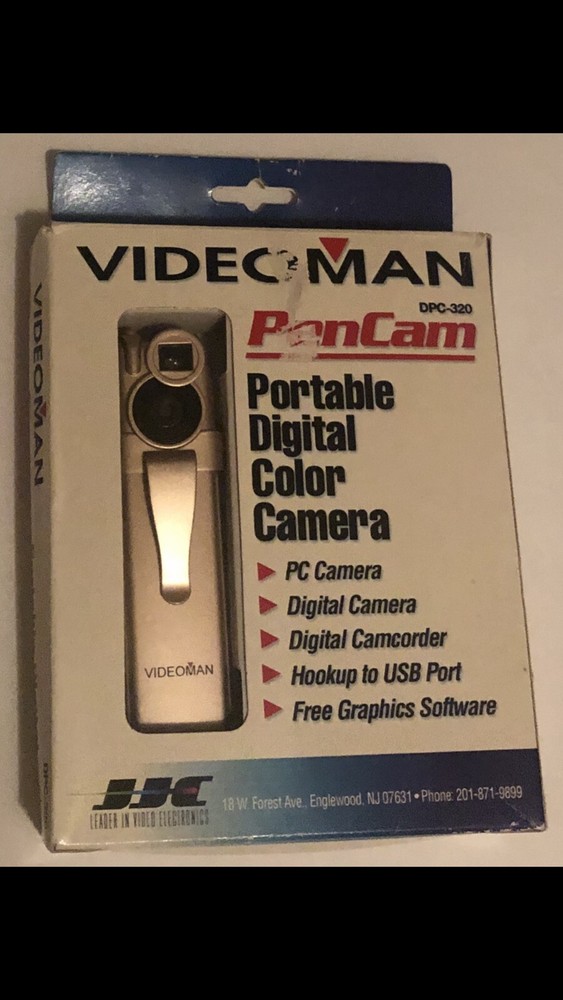 VIDEOMAN
DPC-320
PenCam
Portable
Digital
Color
Camera
PC Camera
Digital Camera
Digital Camcorder
Hookup to USB Port
Free Graphics Software
VIDEOMAN
VIDEOMAN
JJC
LEADER IN VIDEO ELECTRONICS
18 W. Forest Ave., Englewood, NJ 07631 • Phone: 201-871-9899